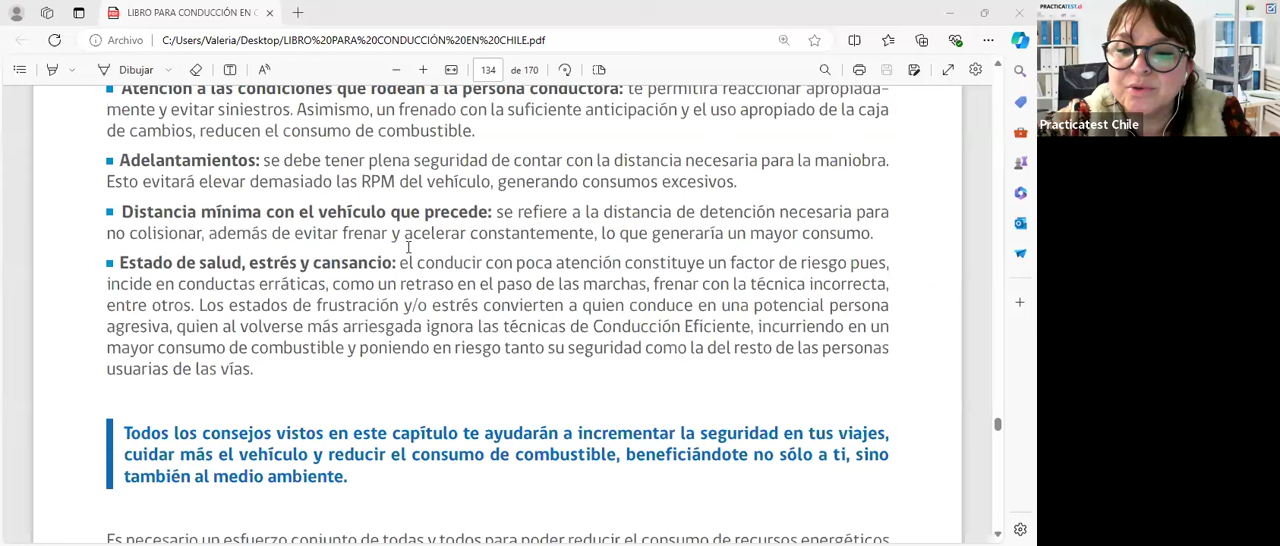 LIBRO PARA CONDUCCIÓN EN C
Archivo
C:/Users/Valeria/Desktop/LIBRO%20PARA%20CONDUCCIÓN%20EN%20CHILE.pdf
Dibujar
134 de 170
PRACTICATEST.cl
Practicatest Chile
Atención a las condiciones que rodean a la persona conductora: te permitirá reaccionar apropiada-
mente y evitar siniestros. Asimismo, un frenado con la suficiente anticipación y el uso apropiado de la caja
de cambios, reducen el consumo de combustible.
Adelantamientos: se debe tener plena seguridad de contar con la distancia necesaria para la maniobra.
Esto evitará elevar demasiado las RPM del vehículo, generando consumos excesivos.
Distancia mínima con el vehículo que precede: se refiere a la distancia de detención necesaria para
no colisionar, además de evitar frenar y acelerar constantemente, lo que generaría un mayor consumo.
Estado de salud, estrés y cansancio: el conducir con poca atención constituye un factor de riesgo pues,
incide en conductas erráticas, como un retraso en el paso de las marchas, frenar con la técnica incorrecta,
entre otros. Los estados de frustración y/o estrés convierten a quien conduce en una potencial persona
agresiva, quien al volverse más arriesgada ignora las técnicas de Conducción Eficiente, incurriendo en un
mayor consumo de combustible y poniendo en riesgo tanto su seguridad como la del resto de las personas
usuarias de las vías.
Todos los consejos vistos en este capítulo te ayudarán a incrementar la seguridad en tus viajes,
cuidar más el vehículo y reducir el consumo de combustible, beneficiándote no sólo a ti, sino
también al medio ambiente.
Es necesario un esfuerzo conjunto de todas y todos para poder reducir el consumo de recursos energéticos